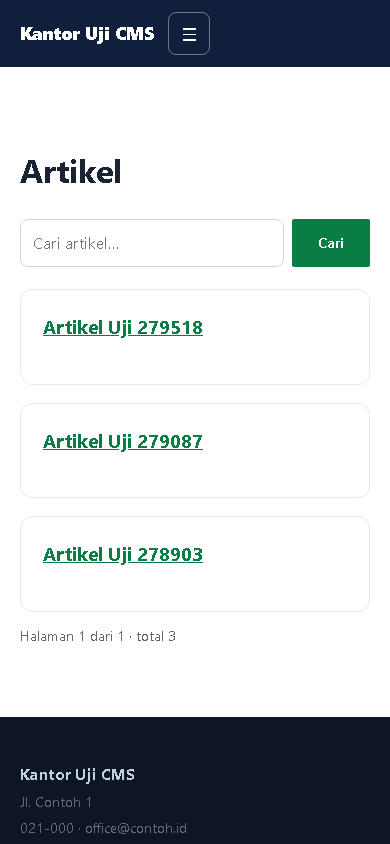 Kantor Uji CMS
Artikel
Cari artikel...
Cari
Artikel Uji 279518
Artikel Uji 279087
Artikel Uji 278903
Halaman 1 dari 1 · total 3
Kantor Uji CMS
Jl. Contoh 1
021-000 · office@contoh.id